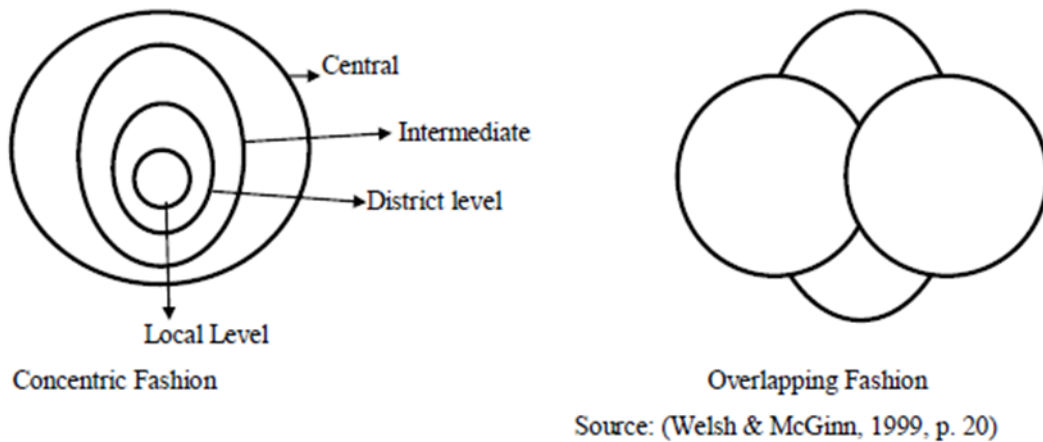 Central
Intermediate
District level
Local Level
Concentric Fashion
Overlapping Fashion
Source: (Welsh & McGinn, 1999, p. 20)